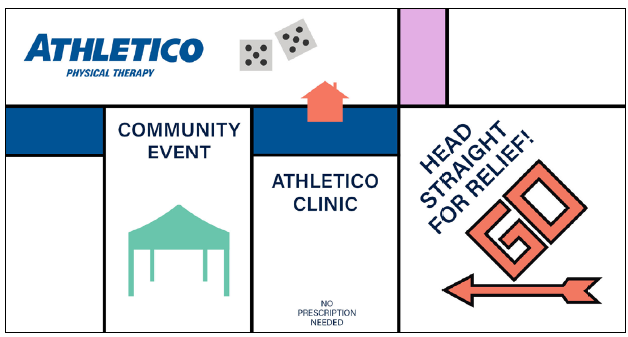 ATHLETICO
PHYSICAL THERAPY
COMMUNITY
EVENT
ATHLETICO
CLINIC
NO
PRESCRIPTION
NEEDED
HEAD
STRAIGHT
FOR RELIEF!
GO